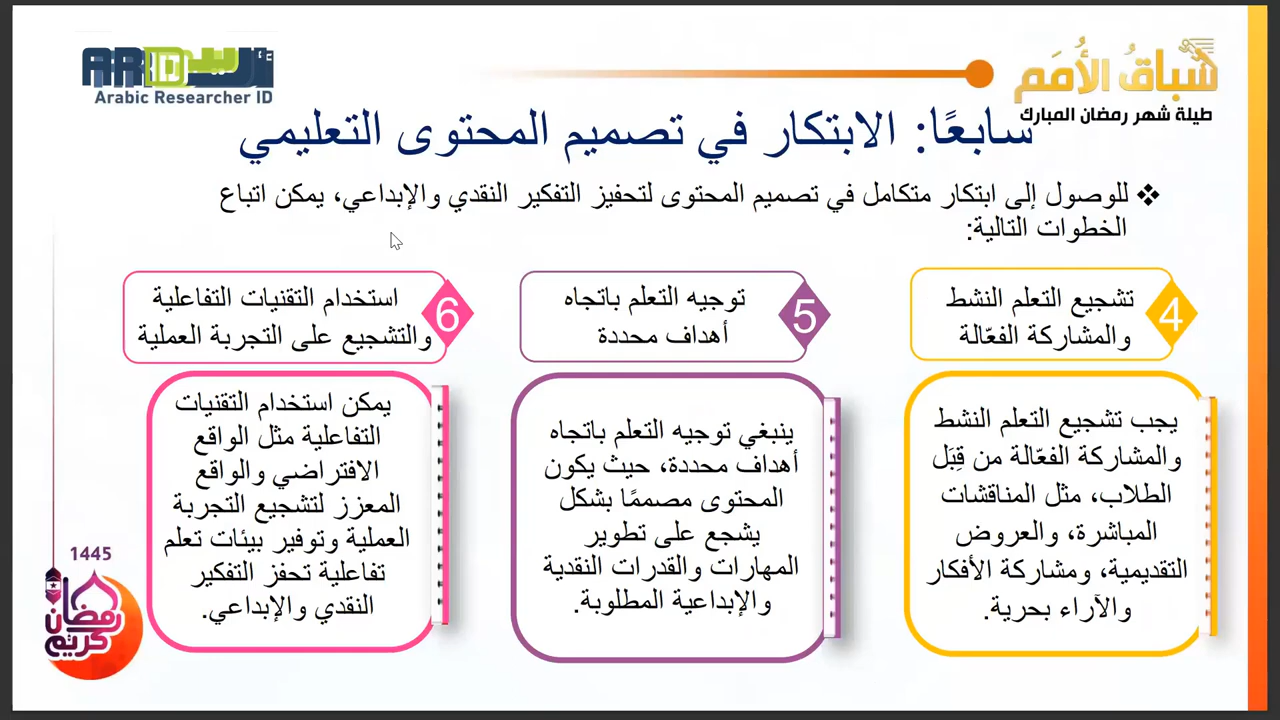 ARID
Arabic Researcher ID
سباقُ الأُمَم
طيلة شهر رمضان المبارك
سابعًا: الابتكار في تصميم المحتوى التعليمي
❖ للوصول إلى ابتكار متكامل في تصميم المحتوى لتحفيز التفكير النقدي والإبداعي، يمكن اتباع
الخطوات التالية:
4
تشجيع التعلم النشط
والمشاركة الفعّالة
يجب تشجيع التعلم النشط
والمشاركة الفعّالة من قِبَل
الطلاب، مثل المناقشات
المباشرة، والعروض
التقديمية، ومشاركة الأفكار
والآراء بحرية.
5
توجيه التعلم باتجاه
أهداف محددة
ينبغي توجيه التعلم باتجاه
أهداف محددة، حيث يكون
المحتوى مصممًا بشكل
يشجع على تطوير
المهارات والقدرات النقدية
والإبداعية المطلوبة.
6
استخدام التقنيات التفاعلية
والتشجيع على التجربة العملية
يمكن استخدام التقنيات
التفاعلية مثل الواقع
الافتراضي والواقع
المعزز لتشجيع التجربة
العملية وتوفير بيئات تعلم
تفاعلية تحفز التفكير
النقدي والإبداعي.
1445
رمضان
كريم